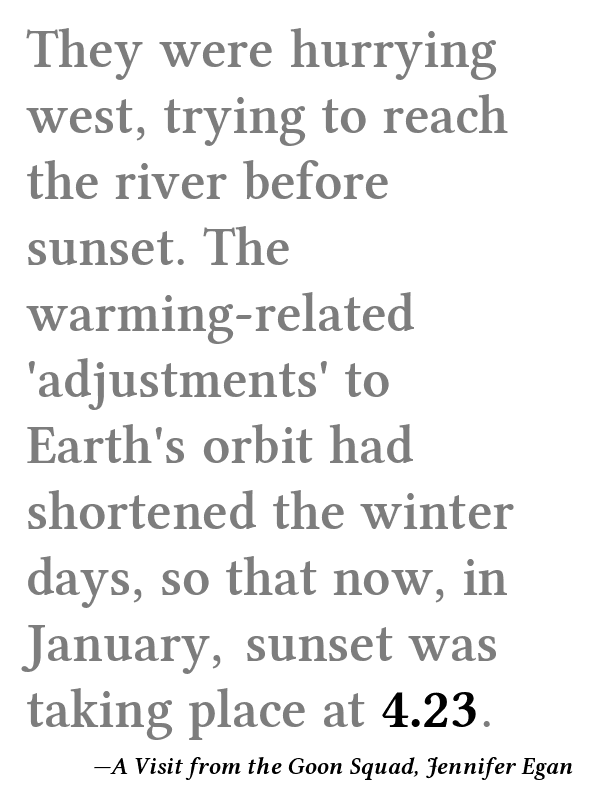 They were hurrying
west, trying to reach
the river before
sunset. The
warming-related
'adjustments' to
Earth's orbit had
shortened the winter
days, so that now, in
January, sunset was
taking place at 4.23.
—A Visit from the Goon Squad, Jennifer Egan